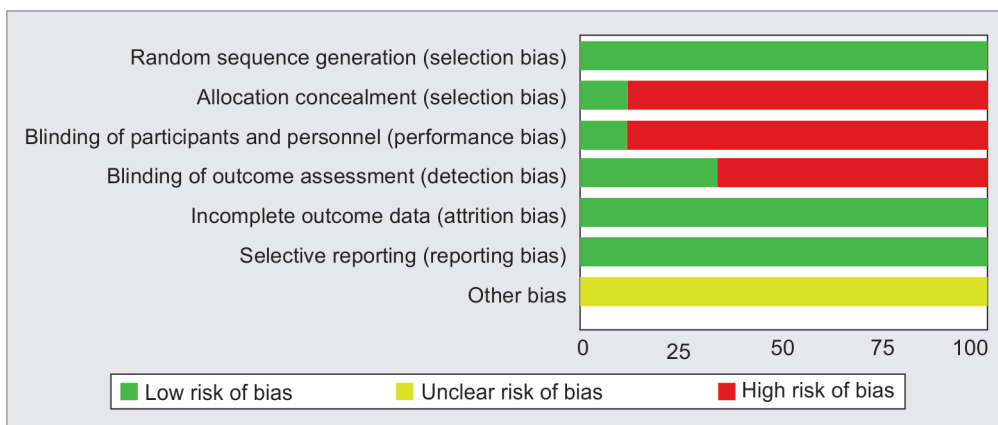 Random sequence generation (selection bias)
Allocation concealment (selection bias)
Blinding of participants and personnel (performance bias)
Blinding of outcome assessment (detection bias)
Incomplete outcome data (attrition bias)
Selective reporting (reporting bias)
Other bias
0 25 50 75 100
Low risk of bias Unclear risk of bias High risk of bias